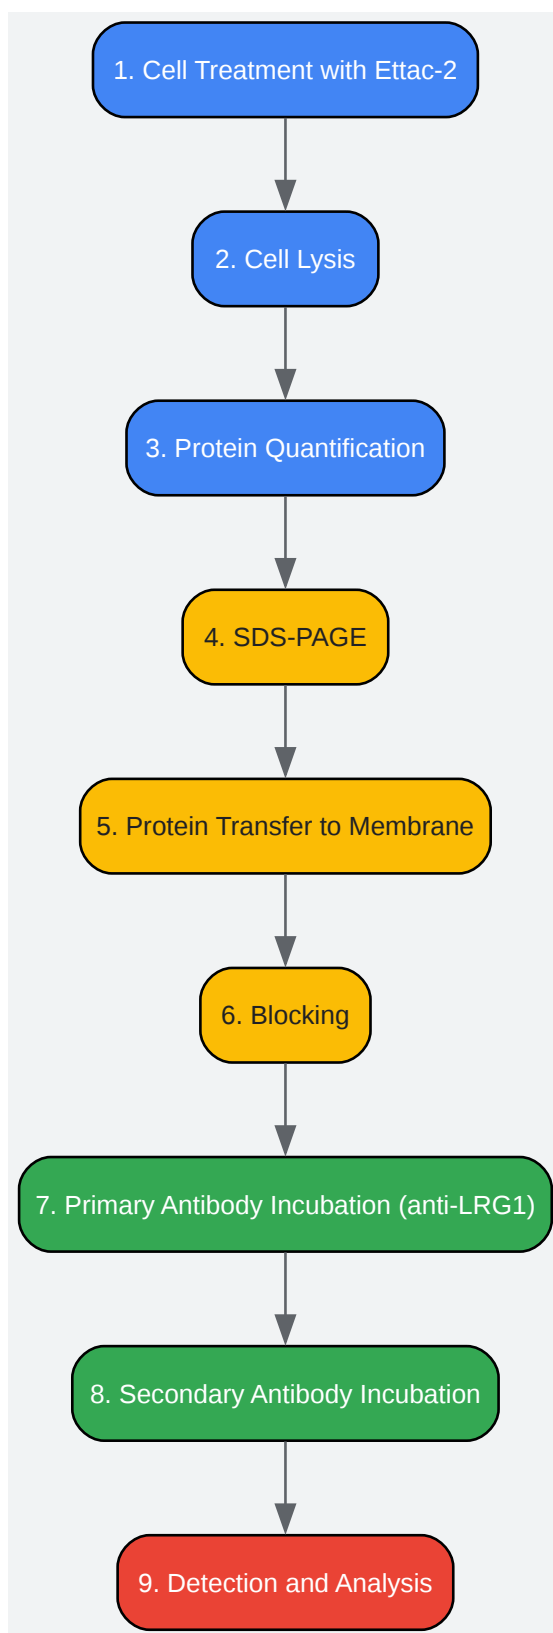 1. Cell Treatment with Ettac-2
2. Cell Lysis
3. Protein Quantification
4. SDS-PAGE
5. Protein Transfer to Membrane
6. Blocking
7. Primary Antibody Incubation (anti-LRG1)
8. Secondary Antibody Incubation
9. Detection and Analysis